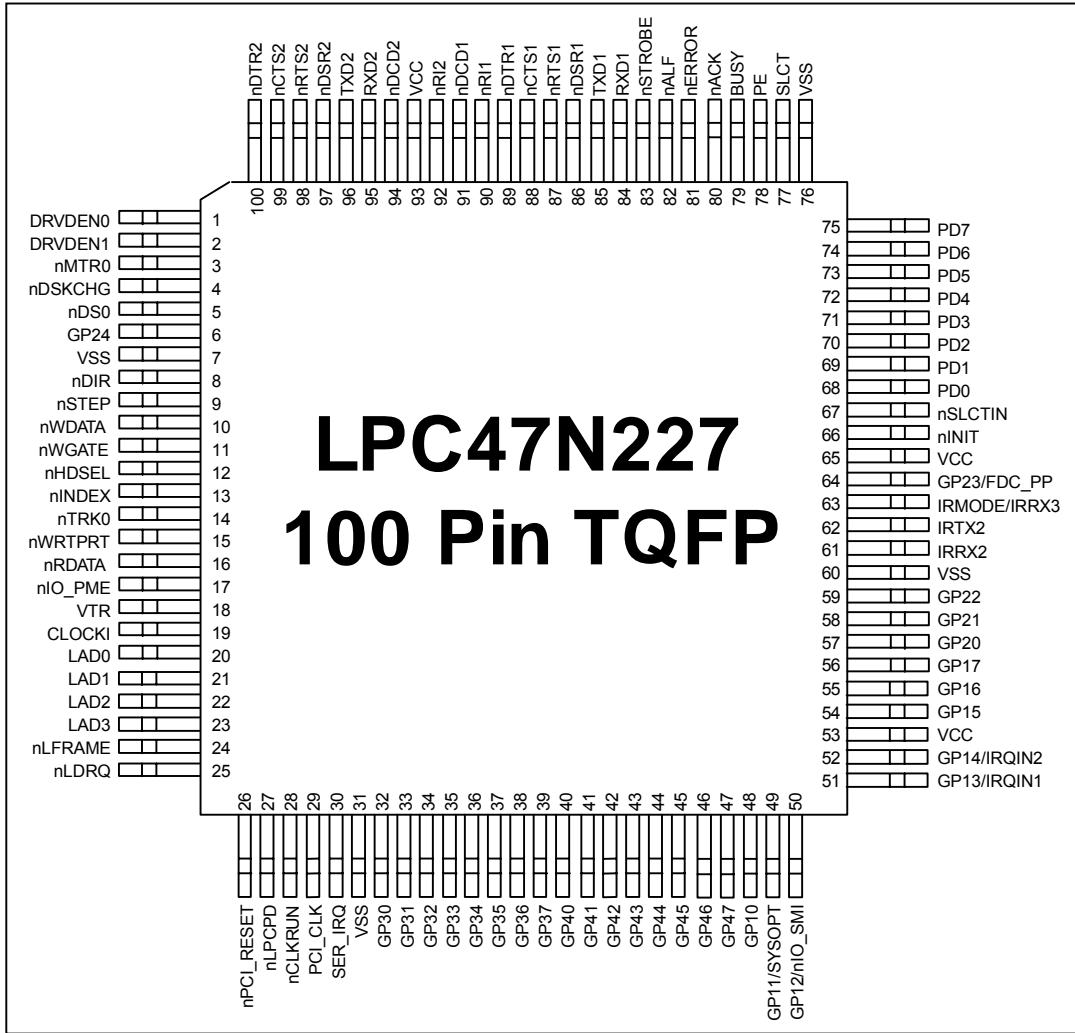 nDTR2
nCTS2
nRTS2
nDSR2
TXD2
RXD2
nDCD2
VCC
nRI2
nDCD1
nRI1
nDTR1
nCTS1
nRTS1
nDSR1
TXD1
RXD1
nSTROBE
nALF
nERROR
nACK
BUSY
PE
SLCT
VSS
100
99
98
97
96
95
94
93
92
91
90
89
88
87
86
85
84
83
82
81
80
79
78
77
76
DRVDEN0 1
DRVDEN1 2
nMTR0 3
nDSKCHG 4
nDS0 5
GP24 6
VSS 7
nDIR 8
nSTEP 9
nWDATA 10
nWGATE 11
nHDSEL 12
nINDEX 13
nTRK0 14
nWRTPRT 15
nRDATA 16
nIO_PME 17
VTR 18
CLOCKI 19
LAD0 20
LAD1 21
LAD2 22
LAD3 23
nLFRAME 24
nLDRQ 25
LPC47N227
100 Pin TQFP
75 PD7
74 PD6
73 PD5
72 PD4
71 PD3
70 PD2
69 PD1
68 PD0
67 nSLCTIN
66 nINIT
65 VCC
64 GP23/FDC_PP
63 IRMODE/IRRX3
62 IRTX2
61 IRRX2
60 VSS
59 GP22
58 GP21
57 GP20
56 GP17
55 GP16
54 GP15
53 VCC
52 GP14/IRQIN2
51 GP13/IRQIN1
26
27
28
29
30
31
32
33
34
35
36
37
38
39
40
41
42
43
44
45
46
47
48
49
50
nPCI_RESET
nLPCPD
nCLKRUN
PCI_CLK
SER_IRQ
VSS
GP30
GP31
GP32
GP33
GP34
GP35
GP36
GP37
GP40
GP41
GP42
GP43
GP44
GP45
GP46
GP47
GP10
GP11/SYSOPT
GP12/nIO_SMI